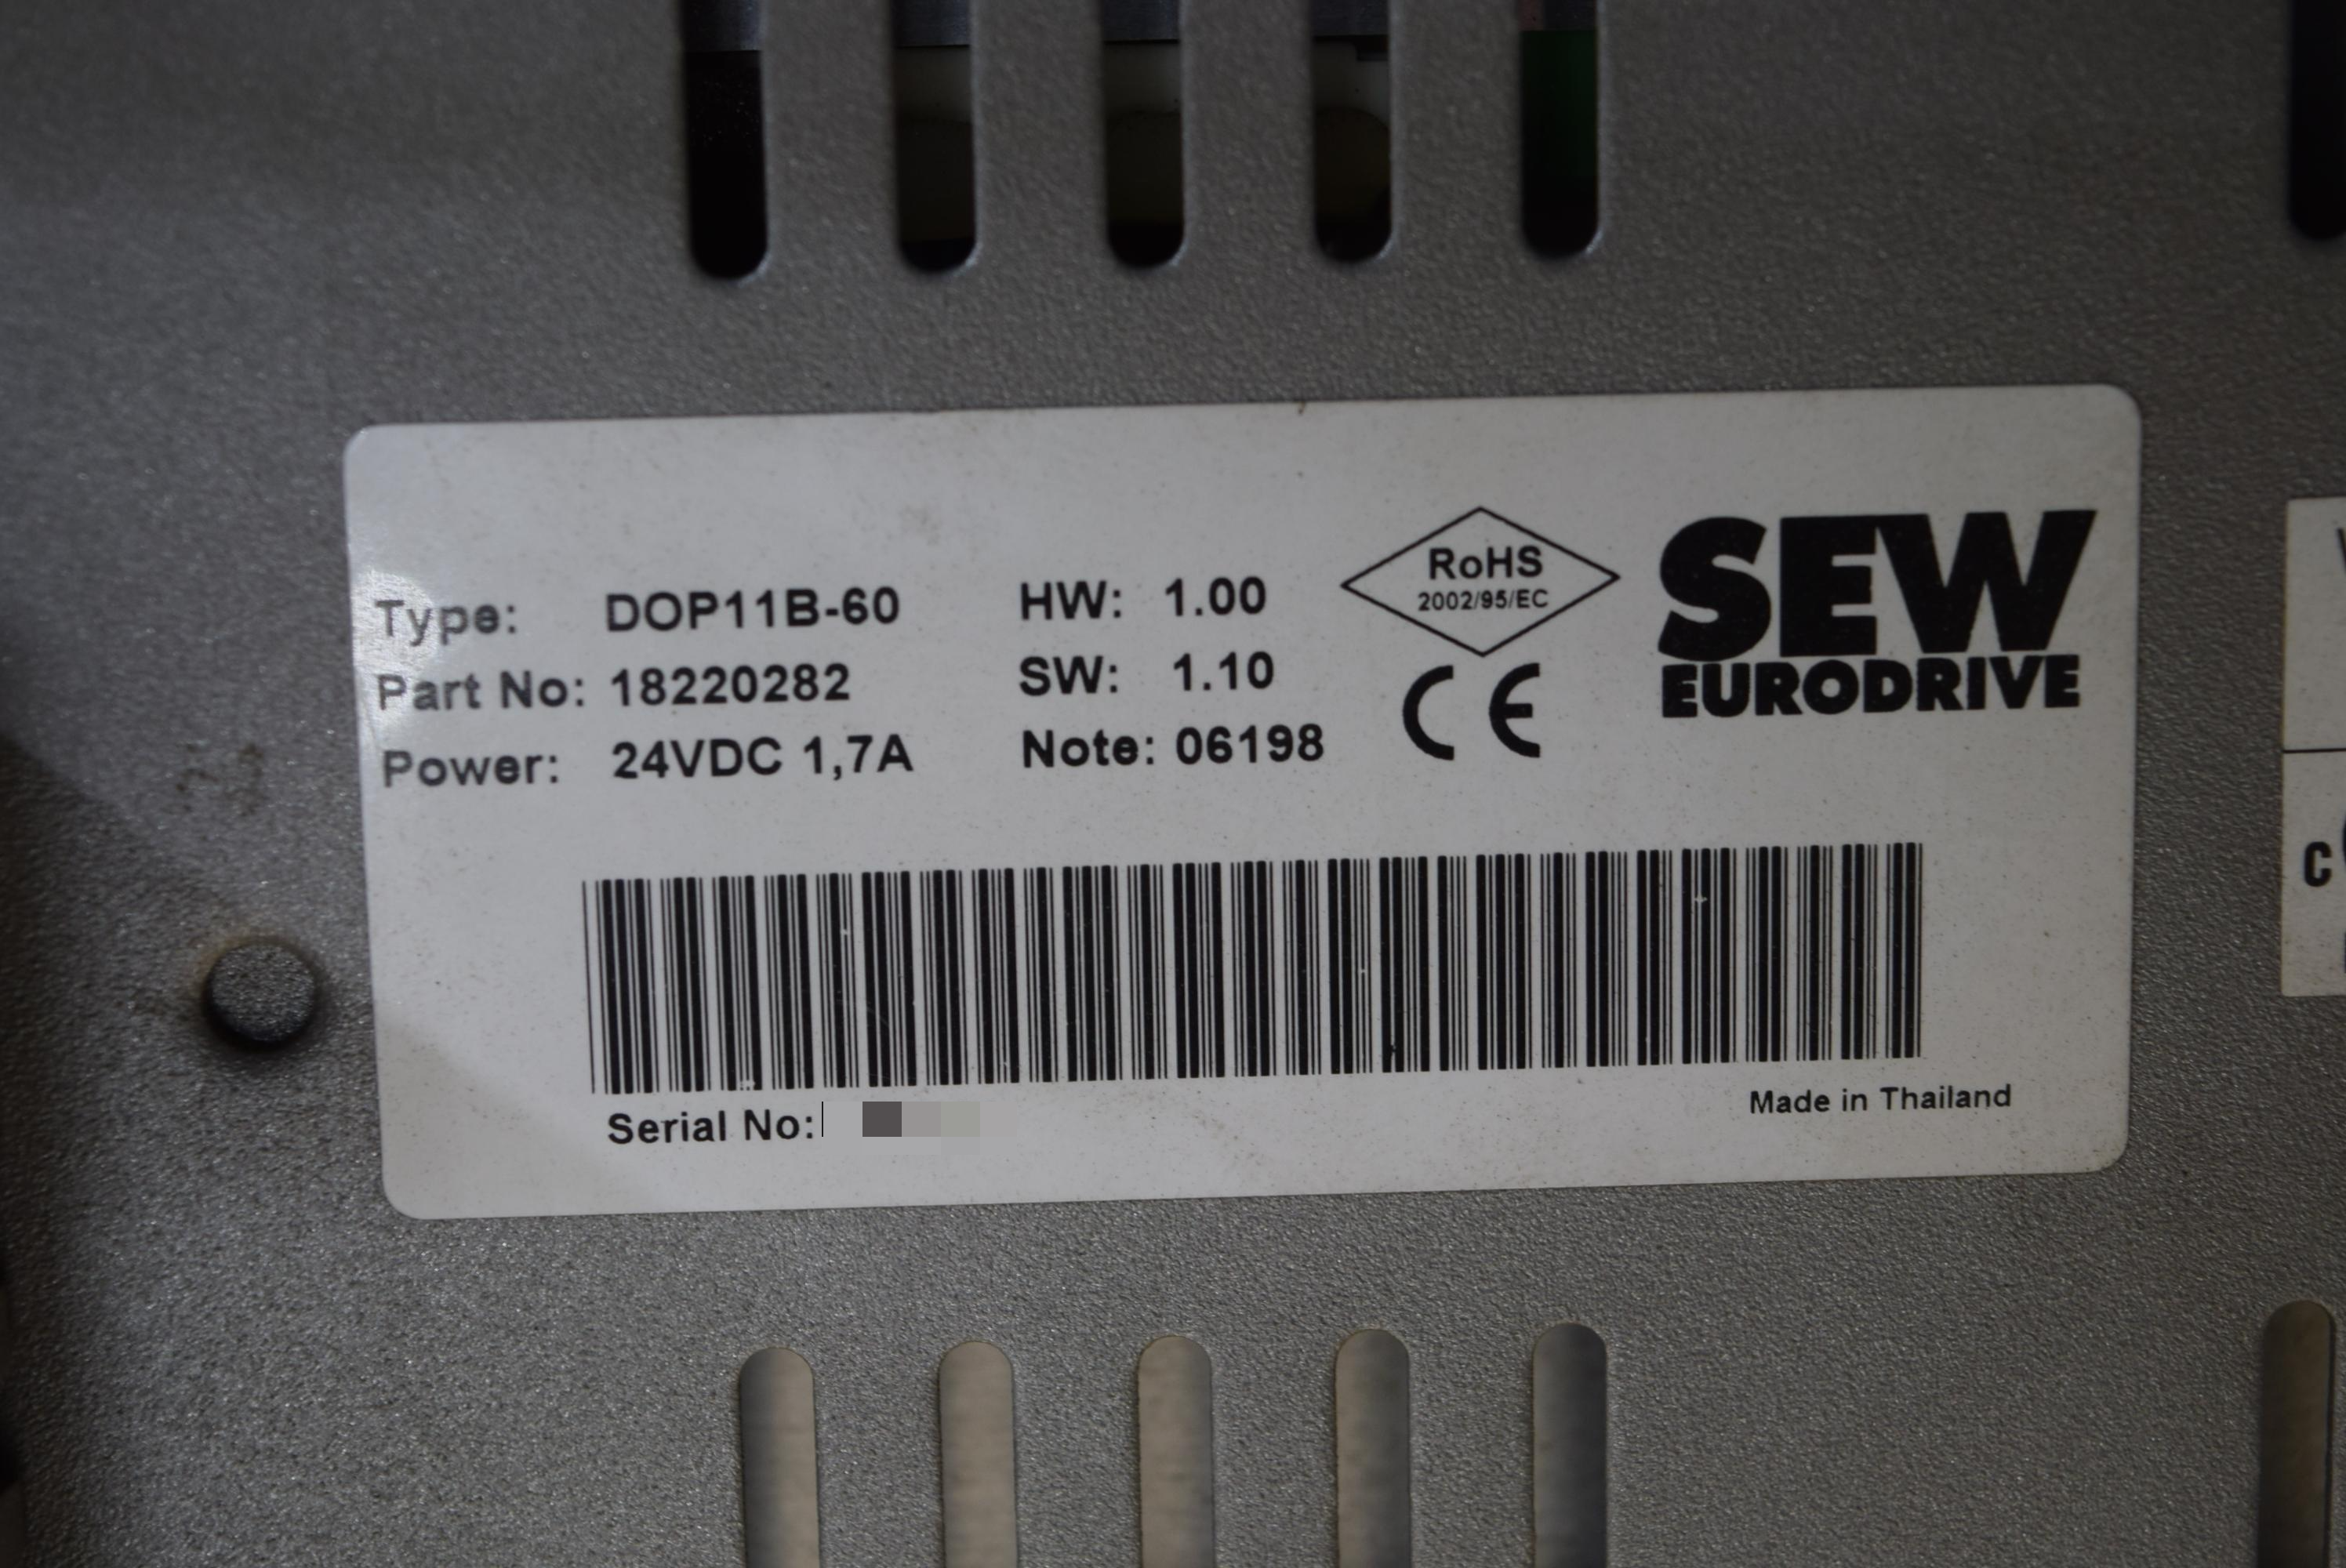 Type: DOP11B-60 HW: 1.00
Part No: 18220282 SW: 1.10
Power: 24VDC 1,7A Note: 06198
RoHS
2002/95/EC
CE
SEW
EURODRIVE
Serial No:
Made in Thailand
C